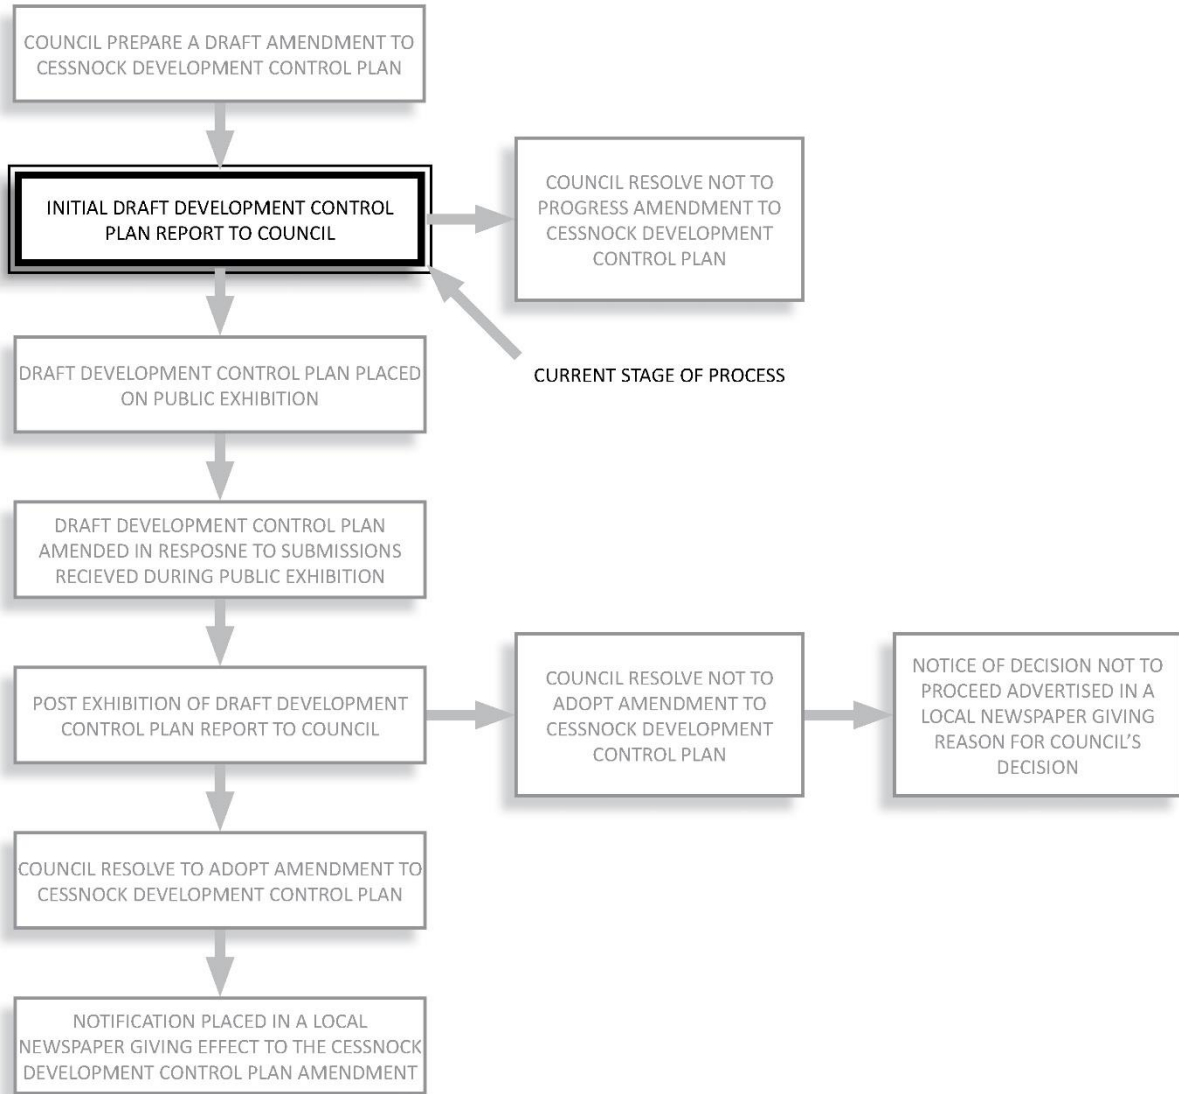 COUNCIL PREPARE A DRAFT AMENDMENT TO
CESSNOCK DEVELOPMENT CONTROL PLAN
INITIAL DRAFT DEVELOPMENT CONTROL
PLAN REPORT TO COUNCIL
COUNCIL RESOLVE NOT TO
PROGRESS AMENDMENT TO
CESSNOCK DEVELOPMENT
CONTROL PLAN
CURRENT STAGE OF PROCESS
DRAFT DEVELOPMENT CONTROL PLAN PLACED
ON PUBLIC EXHIBITION
DRAFT DEVELOPMENT CONTROL PLAN
AMENDED IN RESPOSNE TO SUBMISSIONS
RECIEVED DURING PUBLIC EXHIBITION
POST EXHIBITION OF DRAFT DEVELOPMENT
CONTROL PLAN REPORT TO COUNCIL
COUNCIL RESOLVE NOT TO
ADOPT AMENDMENT TO
CESSNOCK DEVELOPMENT
CONTROL PLAN
NOTICE OF DECISION NOT TO
PROCEED ADVERTISED IN A
LOCAL NEWSPAPER GIVING
REASON FOR COUNCIL’S
DECISION
COUNCIL RESOLVE TO ADOPT AMENDMENT TO
CESSNOCK DEVELOPMENT CONTROL PLAN
NOTIFICATION PLACED IN A LOCAL
NEWSPAPER GIVING EFFECT TO THE CESSNOCK
DEVELOPMENT CONTROL PLAN AMENDMENT